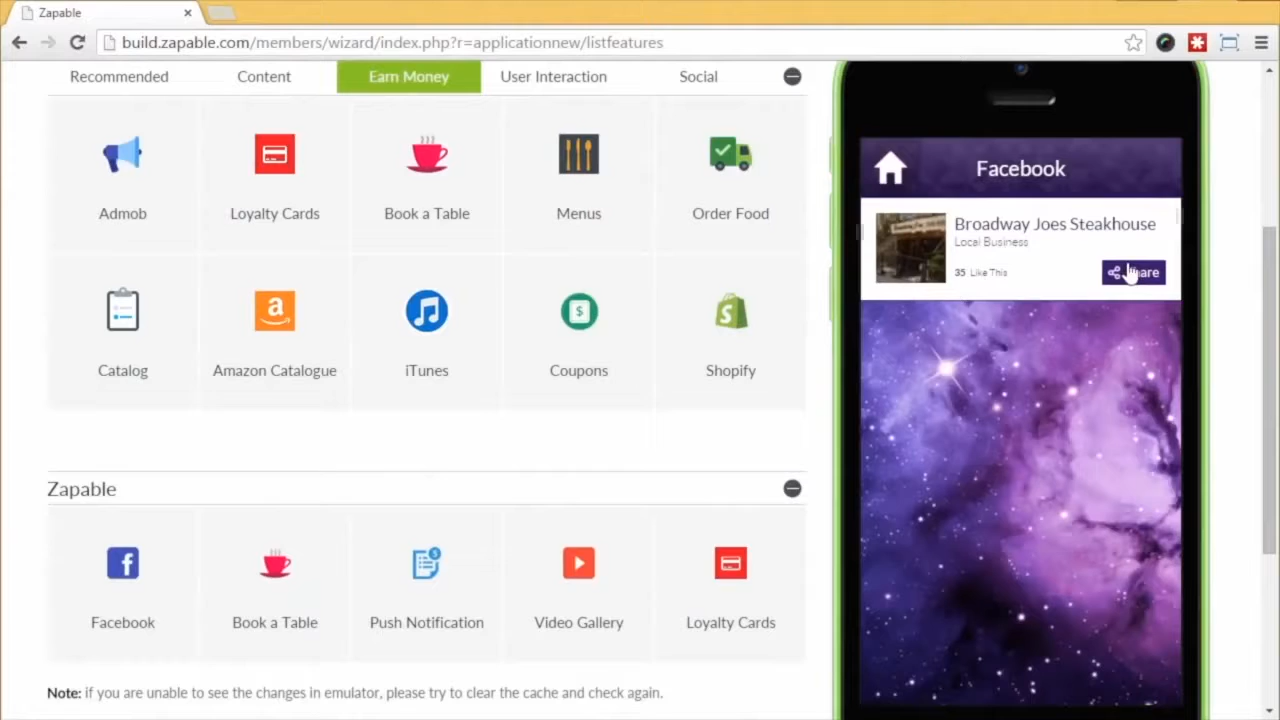 Zapable
build.zapable.com/members/wizard/index.php?r=applicationnew/listfeatures
Recommended Content Earn Money User Interaction Social
Admob Loyalty Cards Book a Table Menus Order Food
Catalog Amazon Catalogue iTunes Coupons Shopify
Zapable
Facebook Book a Table Push Notification Video Gallery Loyalty Cards
Note: if you are unable to see the changes in emulator, please try to clear the cache and check again.
Facebook
Broadway Joes Steakhouse
Local Business
35 Like This